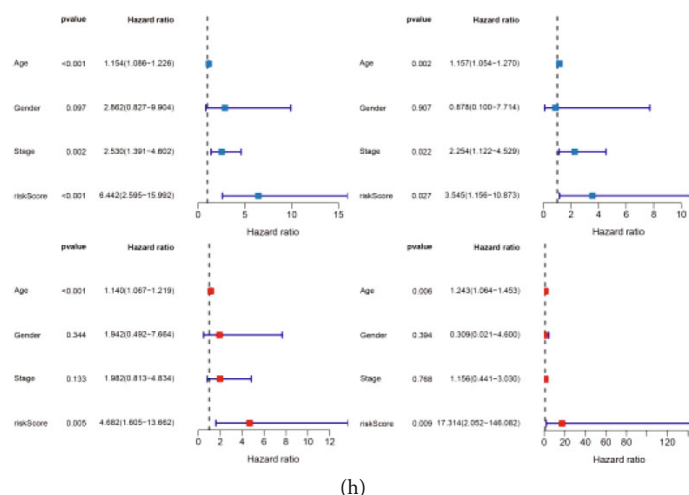 pvalue Hazard ratio
Age <0.001 1.154(1.086−1.226)
Gender 0.097 2.862(0.827−9.904)
Stage 0.002 2.530(1.391−4.602)
riskScore <0.001 6.442(2.595−15.992)
0 5 10 15
Hazard ratio
pvalue Hazard ratio
Age 0.002 1.157(1.054−1.270)
Gender 0.907 0.878(0.100−7.714)
Stage 0.022 2.254(1.122−4.529)
riskScore 0.027 3.545(1.156−10.873)
0 2 4 6 8 10
Hazard ratio
pvalue Hazard ratio
Age <0.001 1.140(1.067−1.219)
Gender 0.344 1.942(0.492−7.664)
Stage 0.133 1.982(0.813−4.834)
riskScore 0.005 4.682(1.605−13.662)
0 2 4 6 8 10 12
Hazard ratio
pvalue Hazard ratio
Age 0.006 1.243(1.064−1.453)
Gender 0.394 0.309(0.021−4.600)
Stage 0.768 1.156(0.441−3.030)
riskScore 0.009 17.314(2.052−146.082)
0 20 60 100 140
Hazard ratio
(h)